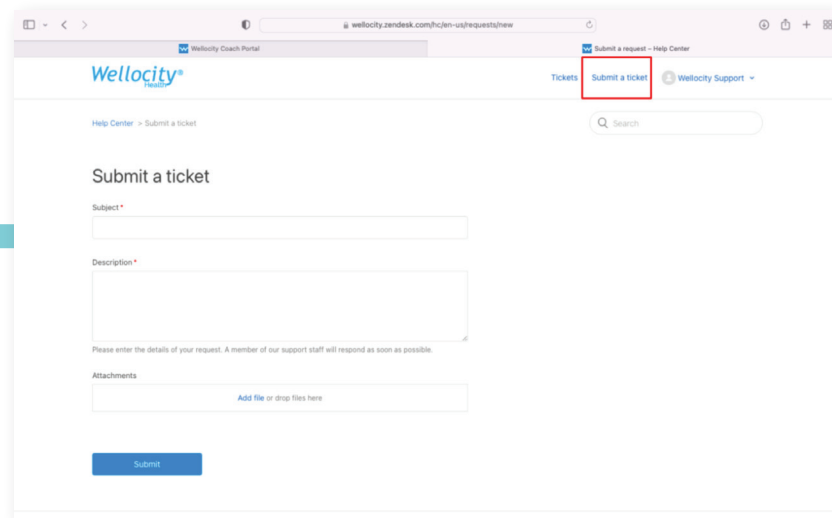 wellocity.zendesk.com/hc/en-us/requests/new
Wellocity Coach Portal
Submit a request – Help Center
Wellocity®
Health
Tickets
Submit a ticket
Wellocity Support
Help Center > Submit a ticket
Search
Submit a ticket
Subject *
Description *
Please enter the details of your request. A member of our support staff will respond as soon as possible.
Attachments
Add file or drop files here
Submit